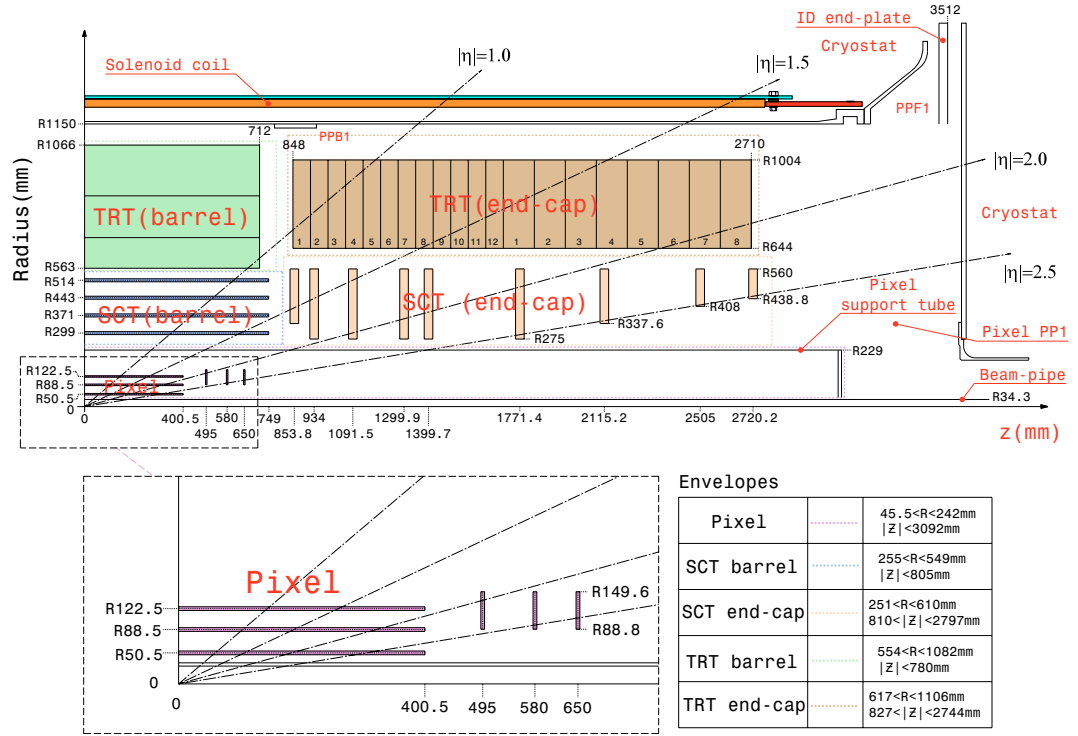 ID end-plate
3512
Cryostat
|η|=1.0
Solenoid coil
|η|=1.5
PPF1
R1150
712
PPB1
848
2710
R1066
R1004
|η|=2.0
Radius(mm)
TRT(barrel)
TRT(end-cap)
Cryostat
1 2 3 4 5 6 7 8 9 10 11 12 1 2 3 4 5 6 7 8
R644
R563
R560
|η|=2.5
R514
R443
SCT(barrel)
SCT (end-cap)
Pixel
support tube
R438.8
R408
R371
R337.6
R299
R275
Pixel PP1
R229
R122.5
R88.5
Pixel
R50.5
Beam-pipe
R34.3
0
0
400.5
495
580
650
749
853.8
934
1091.5
1299.9
1399.7
1771.4
2115.2
2505
2720.2
z(mm)
Pixel
R149.6
R122.5
R88.5
R88.8
R50.5
0
0
400.5 495 580 650
Envelopes
Pixel
45.5<R<242mm
|Z|<3092mm
SCT barrel
255<R<549mm
|Z|<805mm
SCT end-cap
251<R<610mm
810<|Z|<2797mm
TRT barrel
554<R<1082mm
|Z|<780mm
TRT end-cap
617<R<1106mm
827<|Z|<2744mm